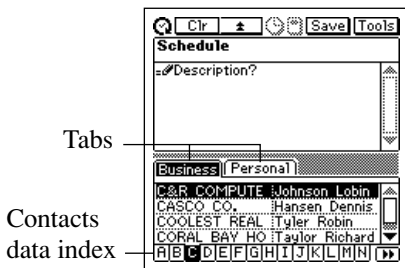 Clr Save Tools
Schedule
Description?
Tabs
Business Personal
C&R COMPUTE Johnson Lobin
CASCO CO. Hansen Dennis
COOLEST REAL Tyler Robin
CORAL BAY HO Taylor Richard
Contacts
data index
A B C D E F G H I J K L M N